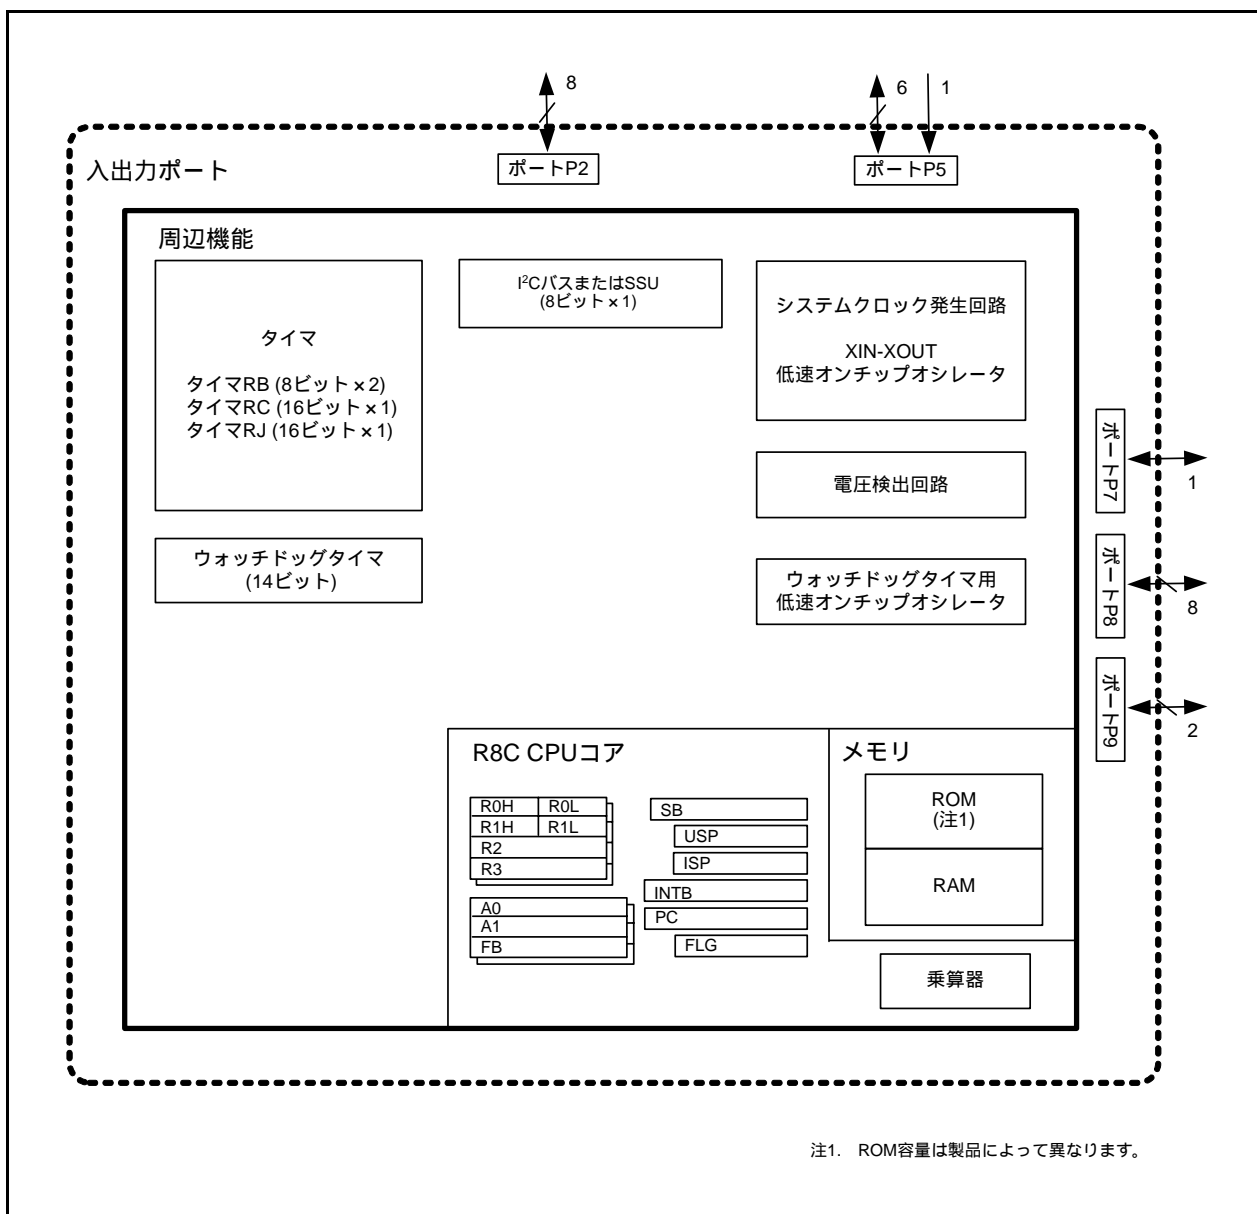 8
6
1
入出力ポート
ポートP2
ポートP5
周辺機能
タイマ
タイマRB (8ビット×2)
タイマRC (16ビット×1)
タイマRJ (16ビット×1)
I²CバスまたはSSU
(8ビット×1)
システムクロック発生回路
XIN-XOUT
低速オンチップオシレータ
電圧検出回路
ウォッチドッグタイマ
(14ビット)
ウォッチドッグタイマ用
低速オンチップオシレータ
ポートP7
1
ポートP8
8
ポートP9
2
R8C CPUコア
R0H R0L
R1H R1L
R2
R3
A0
A1
FB
SB
USP
ISP
INTB
PC
FLG
メモリ
ROM
(注1)
RAM
乗算器
注1. ROM容量は製品によって異なります。